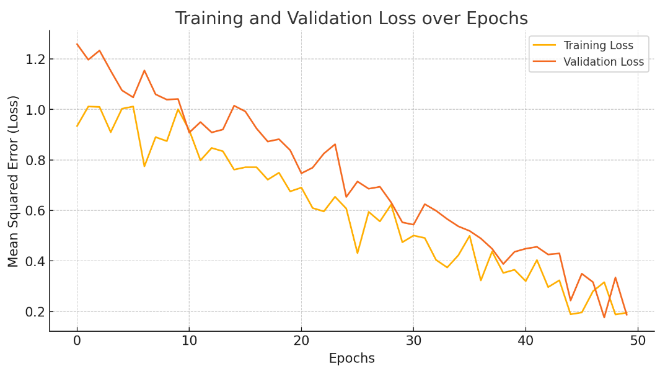 Training and Validation Loss over Epochs
Training Loss
Validation Loss
Mean Squared Error (Loss)
1.2
1.0
0.8
0.6
0.4
0.2
0 10 20 30 40 50
Epochs